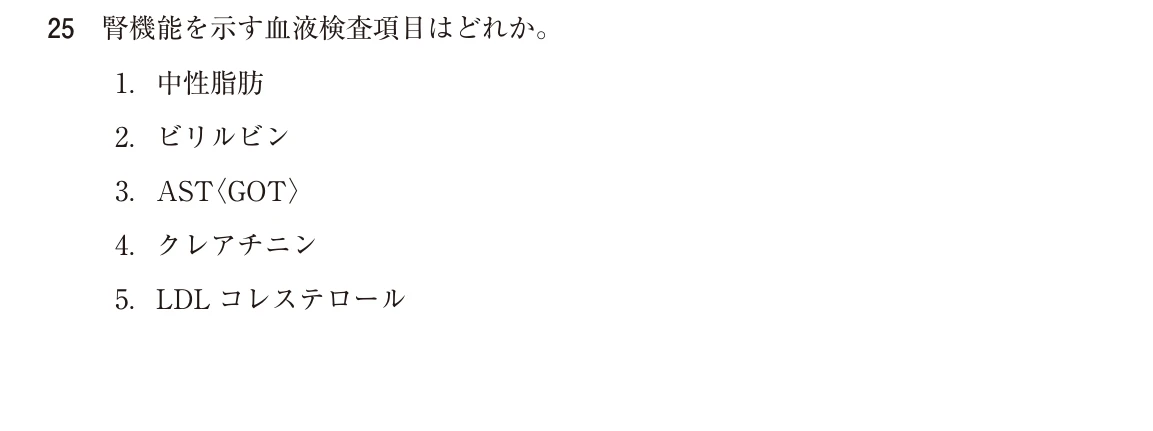 25 腎機能を示す血液検査項目はどれか。
1. 中性脂肪
2. ビリルビン
3. AST〈GOT〉
4. クレアチニン
5. LDL コレステロール